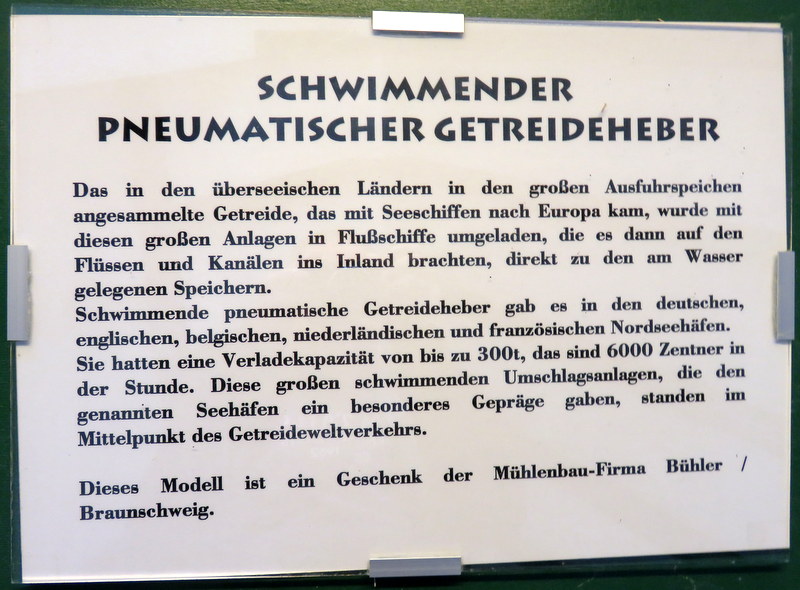 SCHWIMMENDER
PNEUMATISCHER GETREIDEHEBER
Das in den überseeischen Ländern in den großen Ausfuhrspeichen
angesammelte Getreide, das mit Seeschiffen nach Europa kam, wurde mit
diesen großen Anlagen in Flußschiffe umgeladen, die es dann auf den
Flüssen und Kanälen ins Inland brachten, direkt zu den am Wasser
gelegenen Speichern.
Schwimmende pneumatische Getreideheber gab es in den deutschen,
englischen, belgischen, niederländischen und französischen Nordseehäfen.
Sie hatten eine Verladekapazität von bis zu 300t, das sind 6000 Zentner in
der Stunde. Diese großen schwimmenden Umschlagsanlagen, die den
genannten Seehäfen ein besonderes Gepräge gaben, standen im
Mittelpunkt des Getreideweltverkehrs.
Dieses Modell ist ein Geschenk der Mühlenbau-Firma Bühler /
Braunschweig.